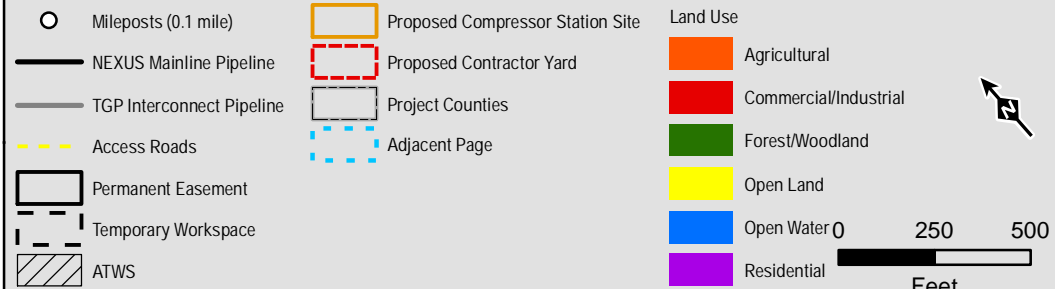 Mileposts (0.1 mile)
NEXUS Mainline Pipeline
TGP Interconnect Pipeline
Access Roads
Permanent Easement
Temporary Workspace
ATWS
Proposed Compressor Station Site
Proposed Contractor Yard
Project Counties
Adjacent Page
Land Use
Agricultural
Commercial/Industrial
Forest/Woodland
Open Land
Open Water
Residential
N
0 250 500
Feet